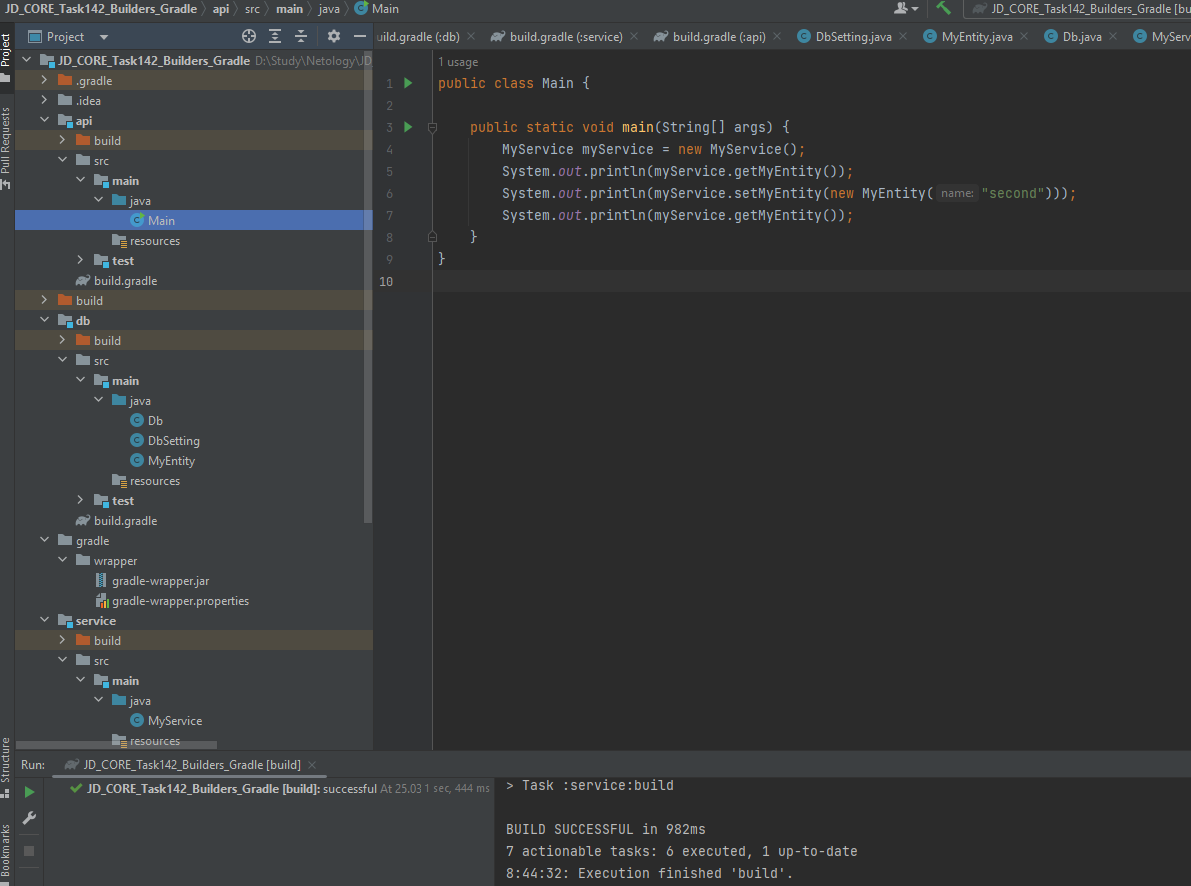 JD_CORE_Task142_Builders_Gradle
api
src
main
java
Main
JD_CORE_Task142_Builders_Gradle [bu
Project
Project
uild.gradle (:db)
build.gradle (:service)
build.gradle (:api)
DbSetting.java
MyEntity.java
Db.java
MyServ
Pull Requests
Structure
Bookmarks
JD_CORE_Task142_Builders_Gradle D:\Study\Netology\JD_
.gradle
.idea
api
build
src
main
java
Main
resources
test
build.gradle
build
db
build
src
main
java
Db
DbSetting
MyEntity
resources
test
build.gradle
gradle
wrapper
gradle-wrapper.jar
gradle-wrapper.properties
service
build
src
main
java
MyService
resources
1 usage
1 public class Main {
2
3 public static void main(String[] args) {
4 MyService myService = new MyService();
5 System.out.println(myService.getMyEntity());
6 System.out.println(myService.setMyEntity(new MyEntity( name: "second")));
7 System.out.println(myService.getMyEntity());
8 }
9 }
10
Run:
JD_CORE_Task142_Builders_Gradle [build]
JD_CORE_Task142_Builders_Gradle [build]: successful At 25.03 1 sec, 444 ms
> Task :service:build
BUILD SUCCESSFUL in 982ms
7 actionable tasks: 6 executed, 1 up-to-date
8:44:32: Execution finished 'build'.